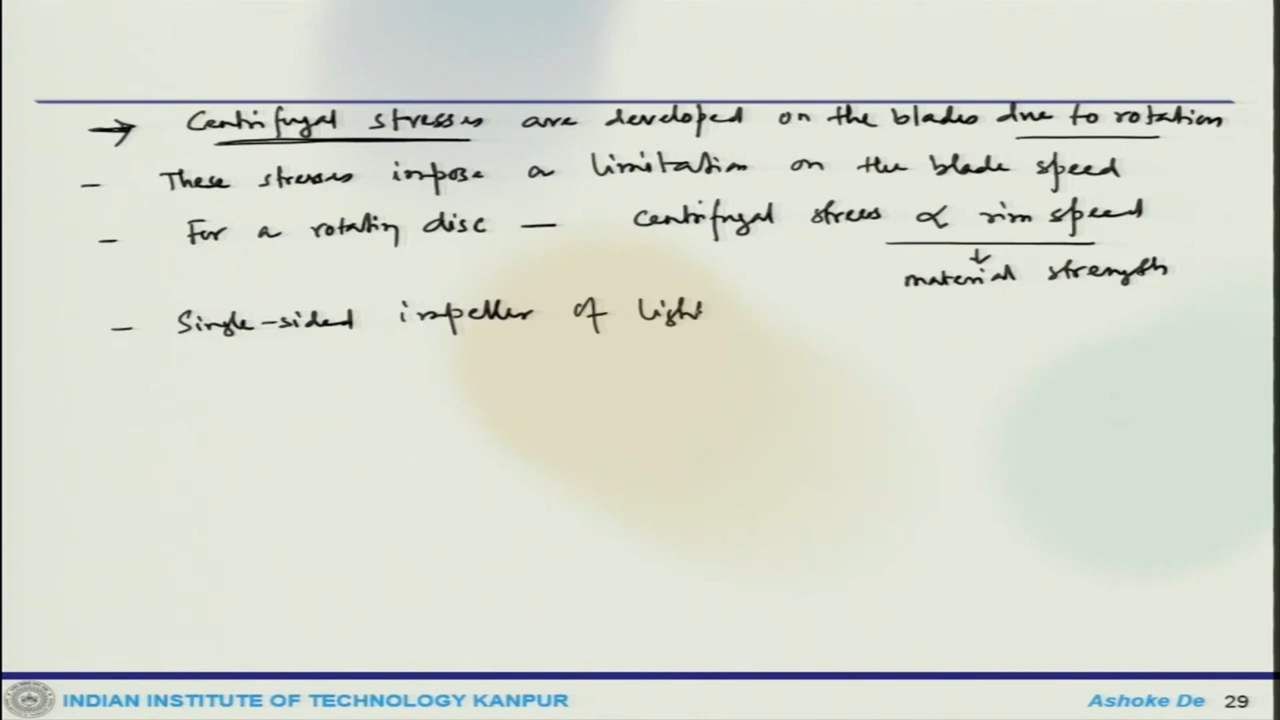 → Centrifugal stresses are developed on the blades due to rotation
- These stresses impose a limitation on the blade speed
- For a rotating disc — centrifugal stress ∝ rim speed
↓
material strength
- Single-sided impeller of light
INDIAN INSTITUTE OF TECHNOLOGY KANPUR
Ashoke De 29